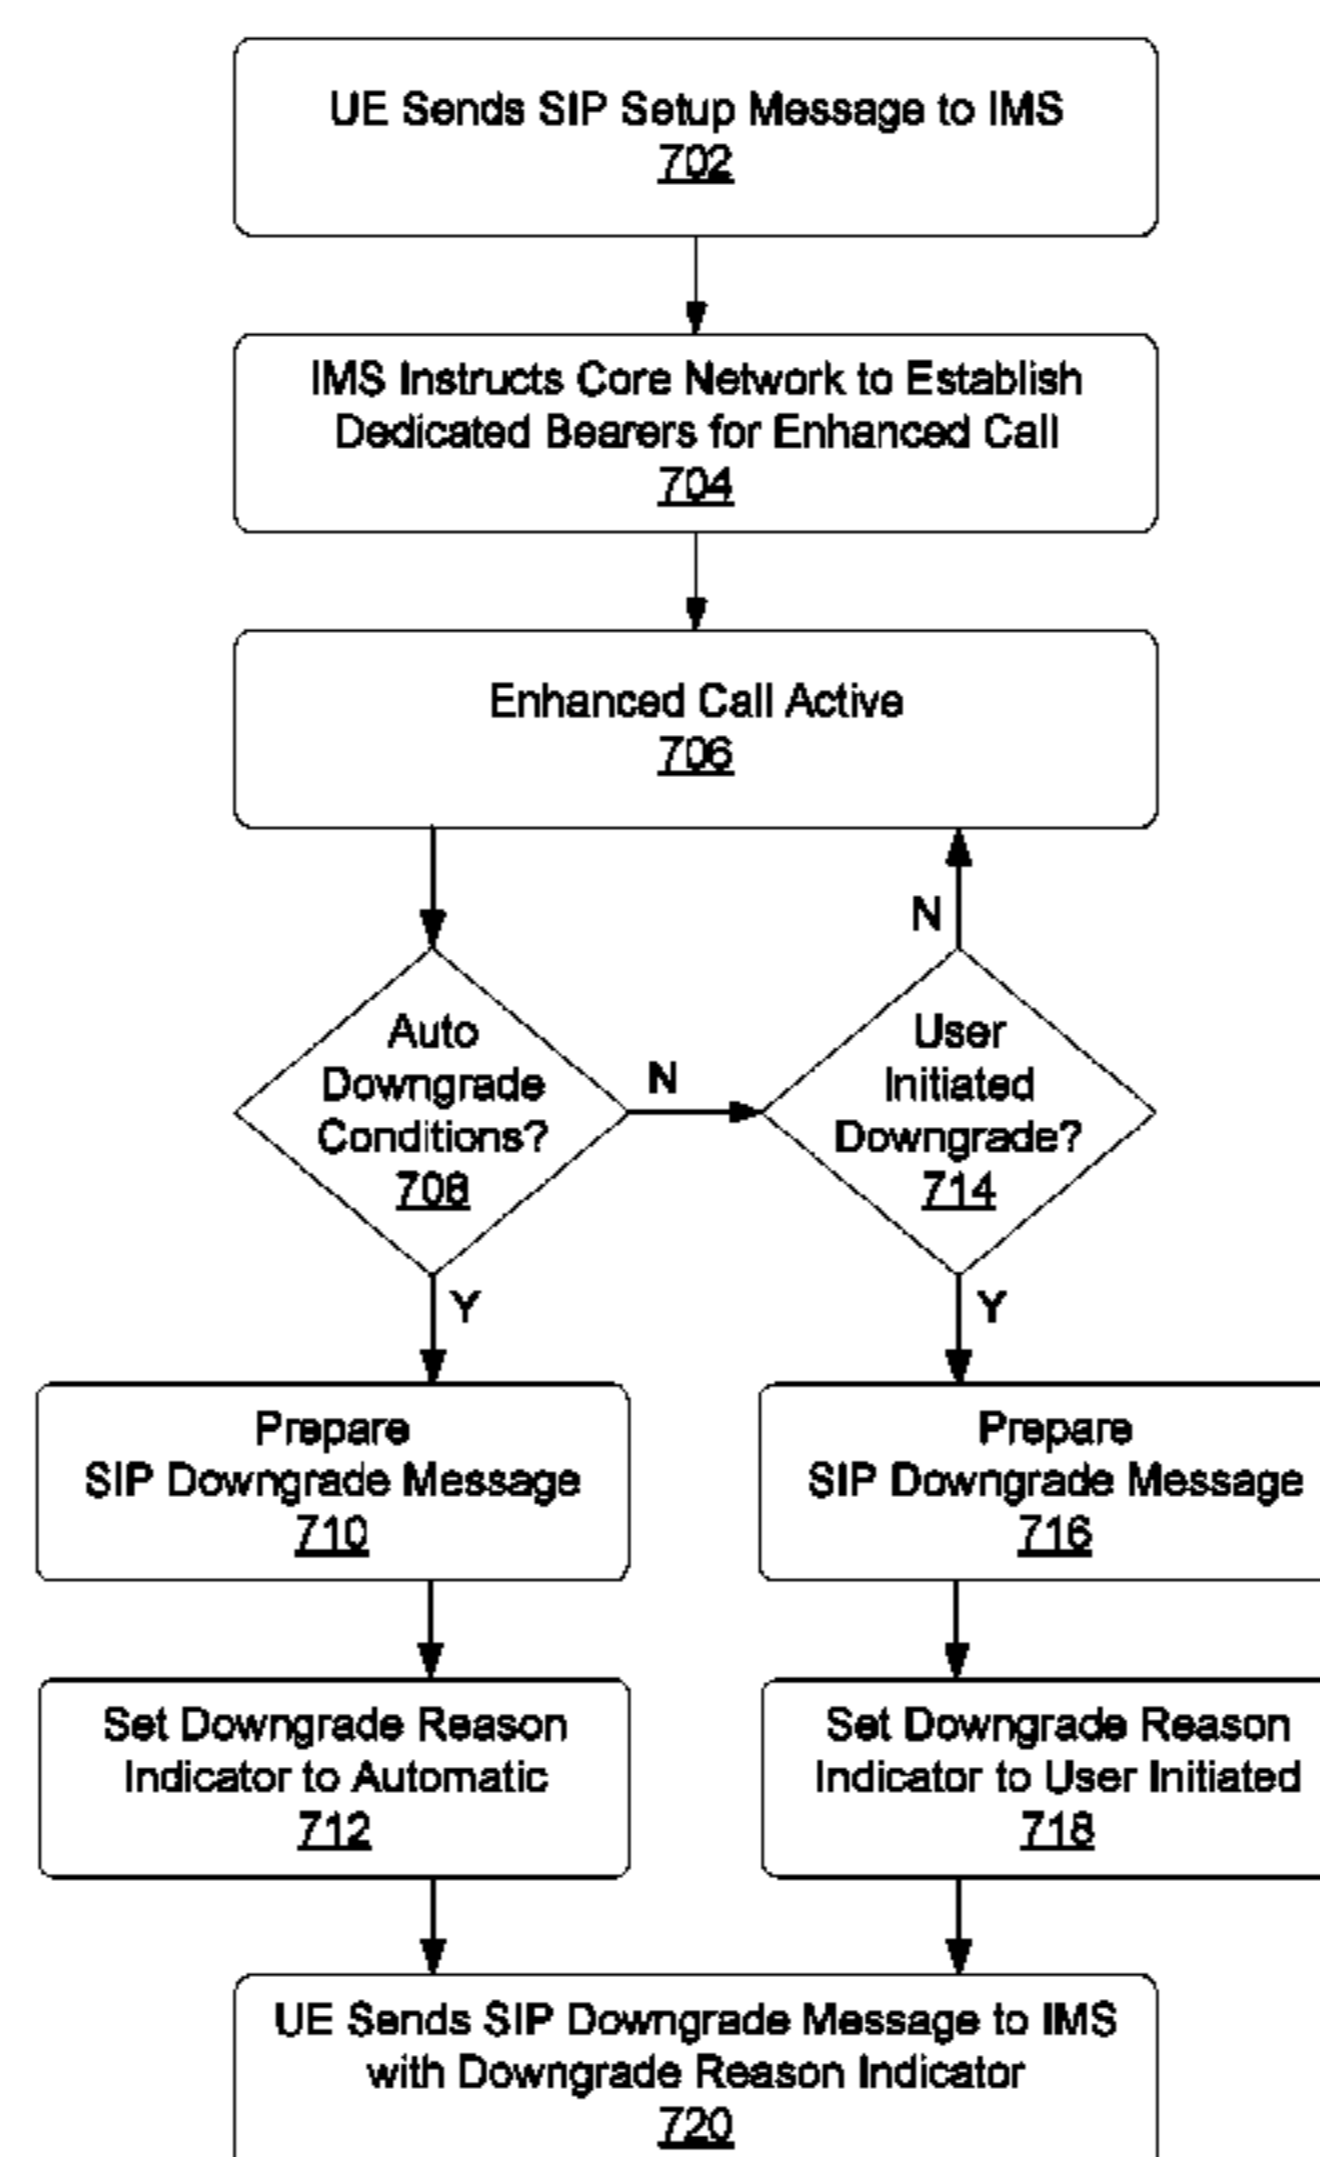 UE Sends SIP Setup Message to IMS
702
IMS Instructs Core Network to Establish
Dedicated Bearers for Enhanced Call
704
Enhanced Call Active
706
N
Auto
Downgrade
Conditions?
708
N
User
Initiated
Downgrade?
714
Y
Y
Prepare
SIP Downgrade Message
710
Prepare
SIP Downgrade Message
716
Set Downgrade Reason
Indicator to Automatic
712
Set Downgrade Reason
Indicator to User Initiated
718
UE Sends SIP Downgrade Message to IMS
with Downgrade Reason Indicator
720